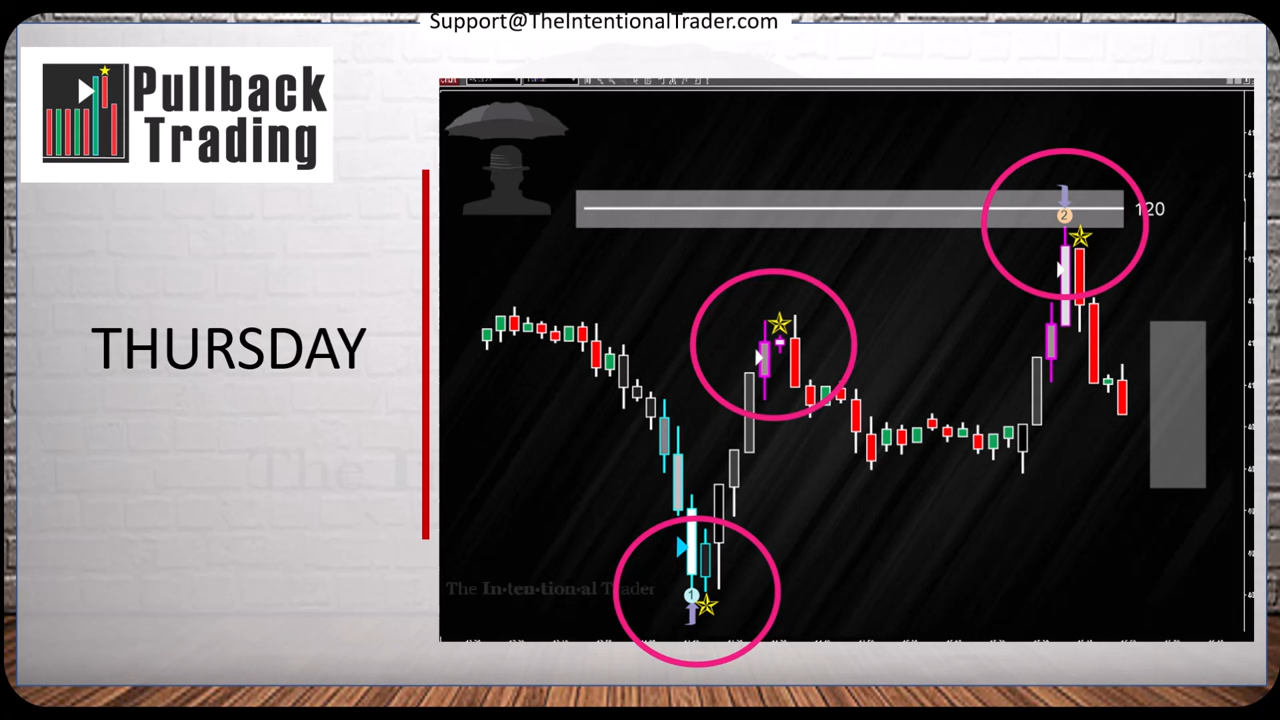 Support@TheIntentionalTrader.com
Pullback
Trading
THURSDAY
120
2
The In•ten•tion•al Trader
1